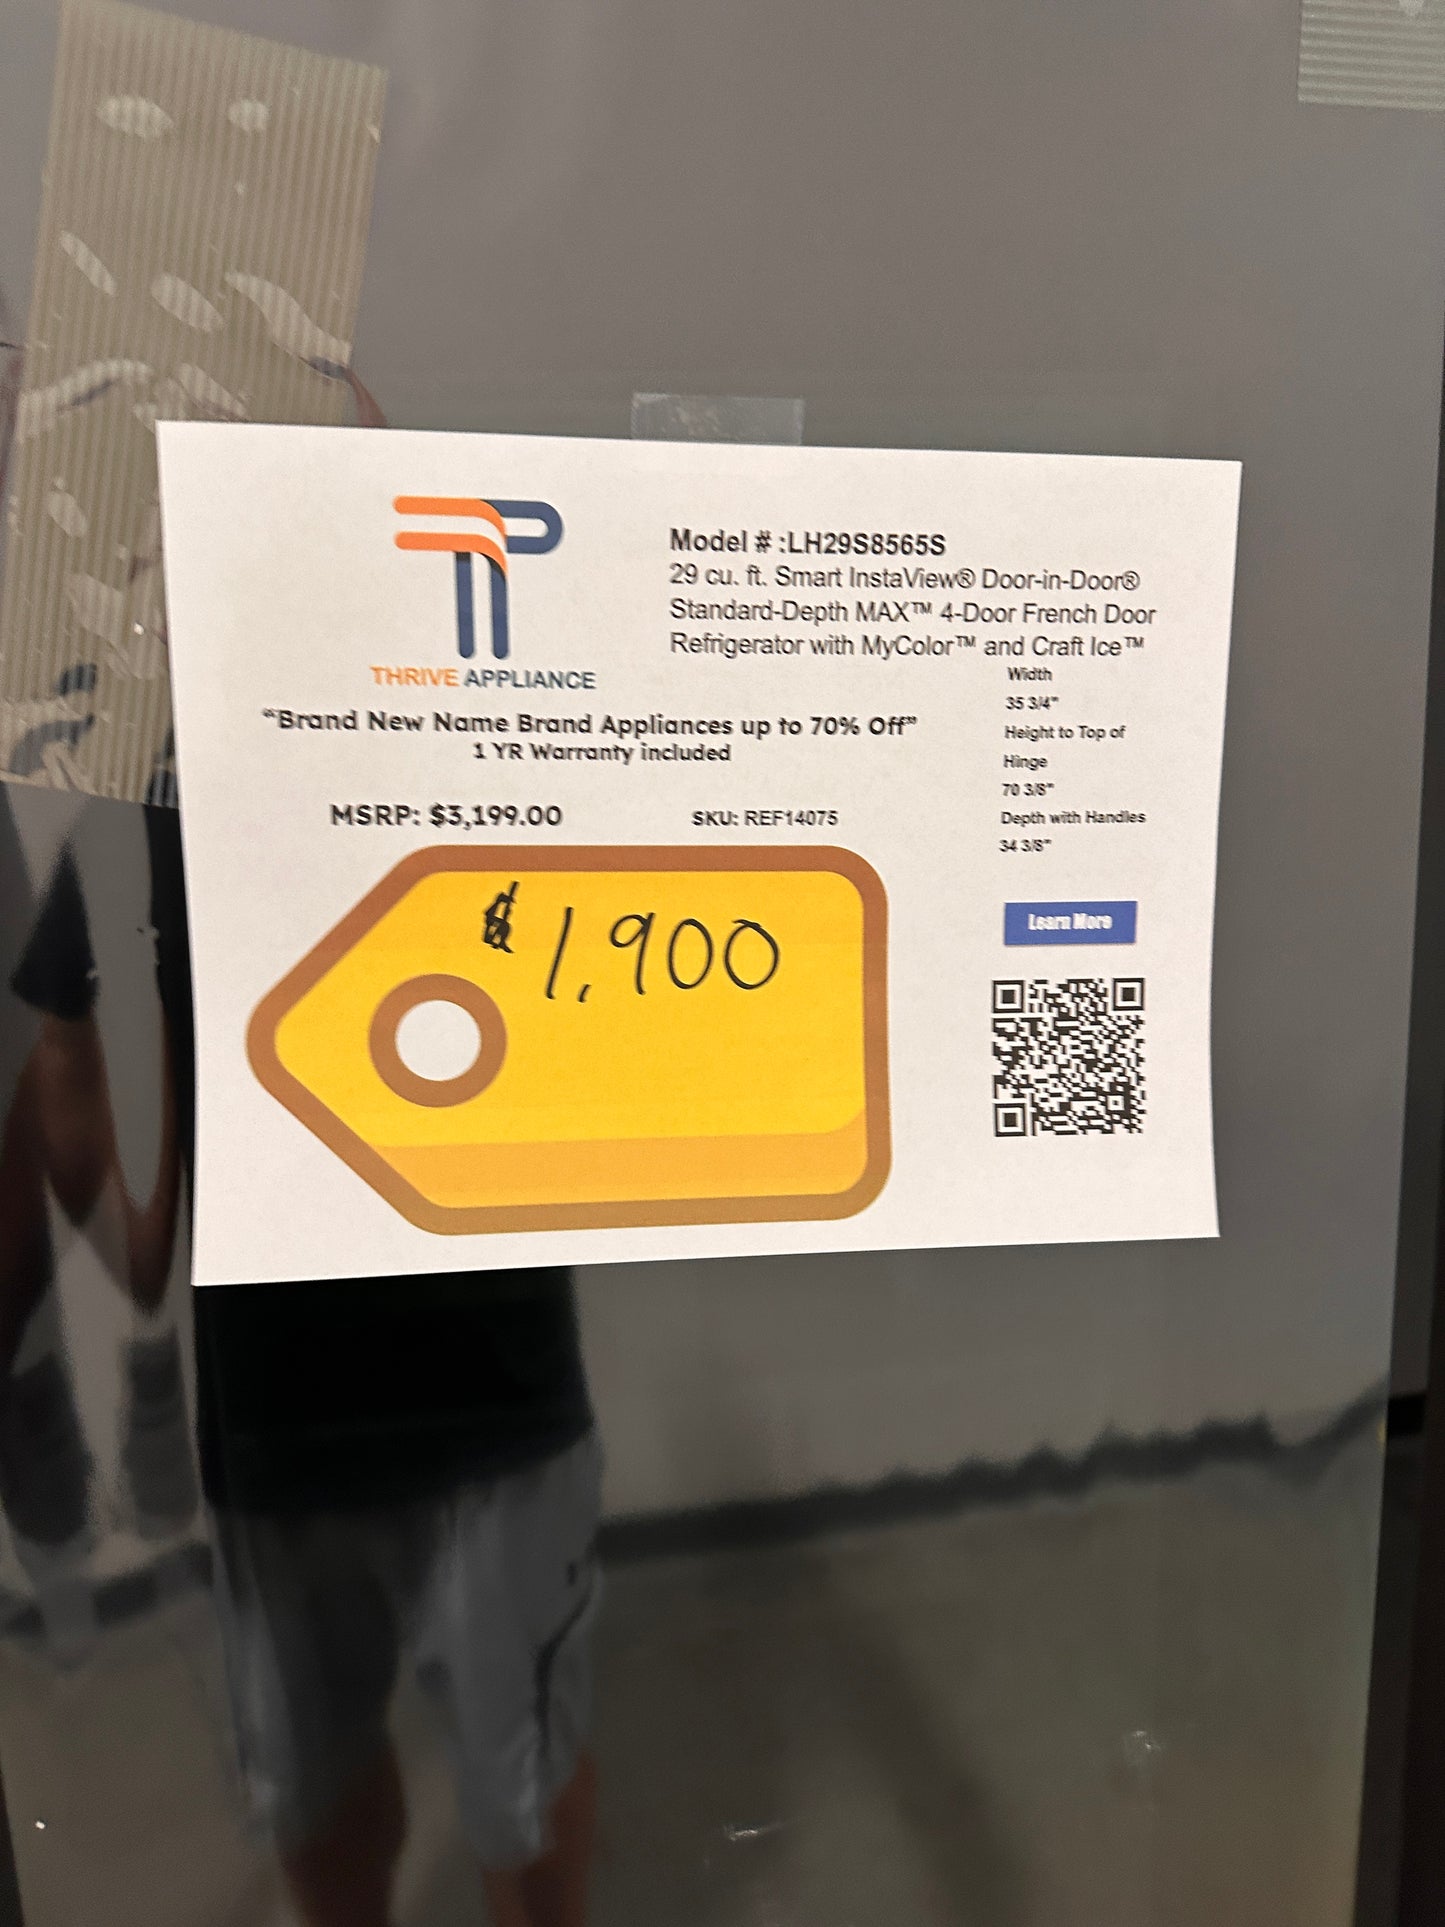 THRIVE APPLIANCE
Model # :LH29S8565S
29 cu. ft. Smart InstaView® Door-in-Door®
Standard-Depth MAX™ 4-Door French Door
Refrigerator with MyColor™ and Craft Ice™
Width
35 3/4"
Height to Top of
Hinge
70 3/8"
Depth with Handles
34 3/8"
“Brand New Name Brand Appliances up to 70% Off”
1 YR Warranty included
MSRP: $3,199.00
SKU: REF14075
$1,900
Learn More